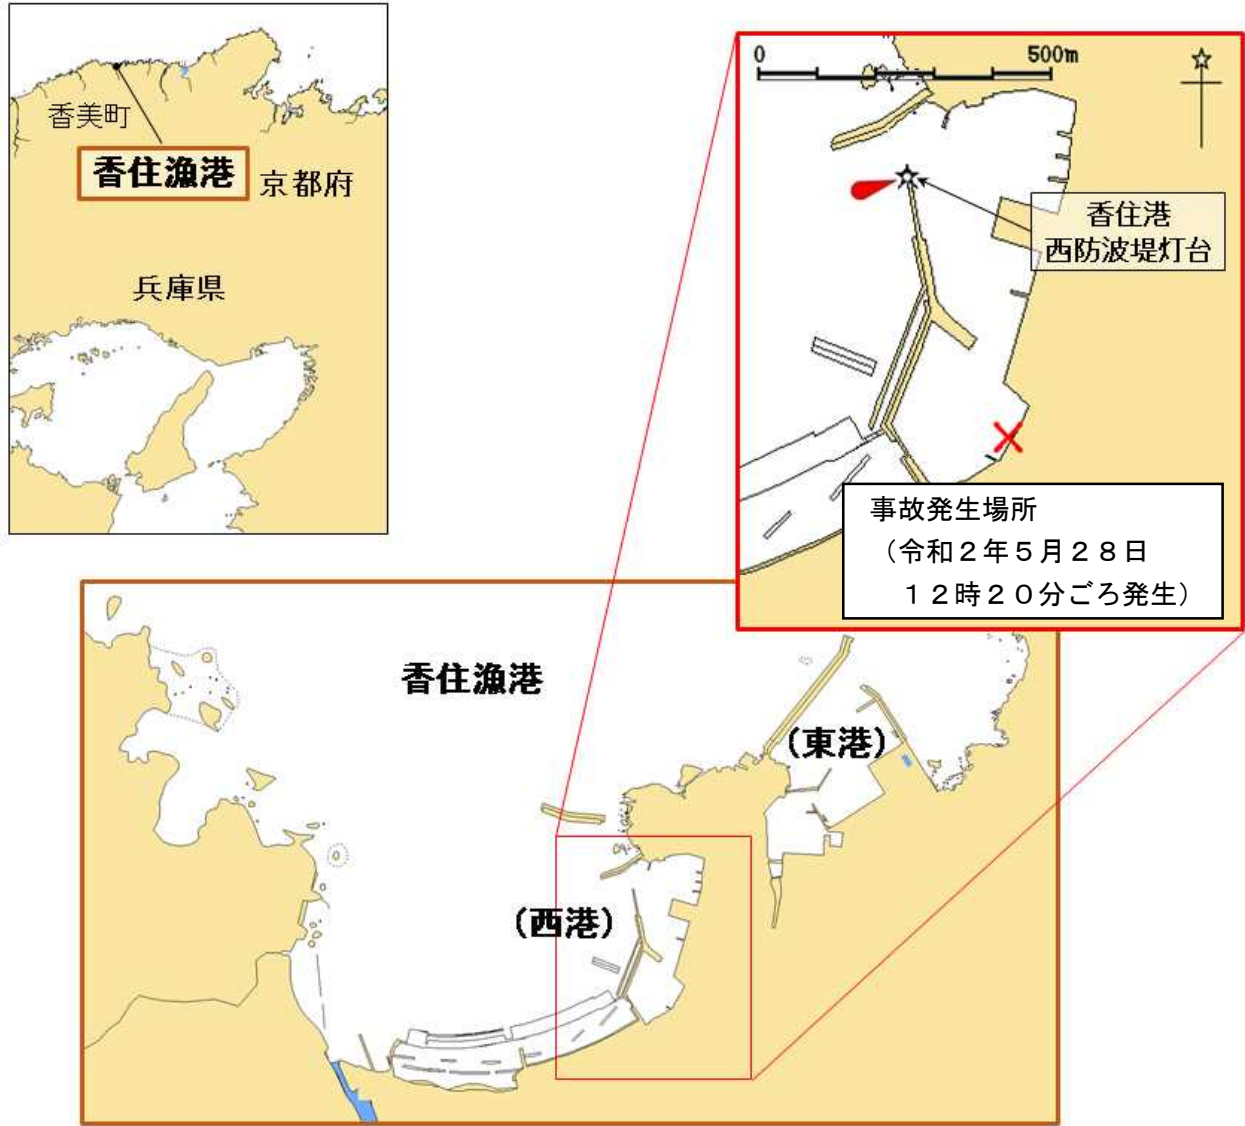 香美町
香住漁港
京都府
兵庫県
0 500m
香住港
西防波堤灯台
事故発生場所
（令和２年５月２８日
１２時２０分ごろ発生）
香住漁港
（東港）
（西港）